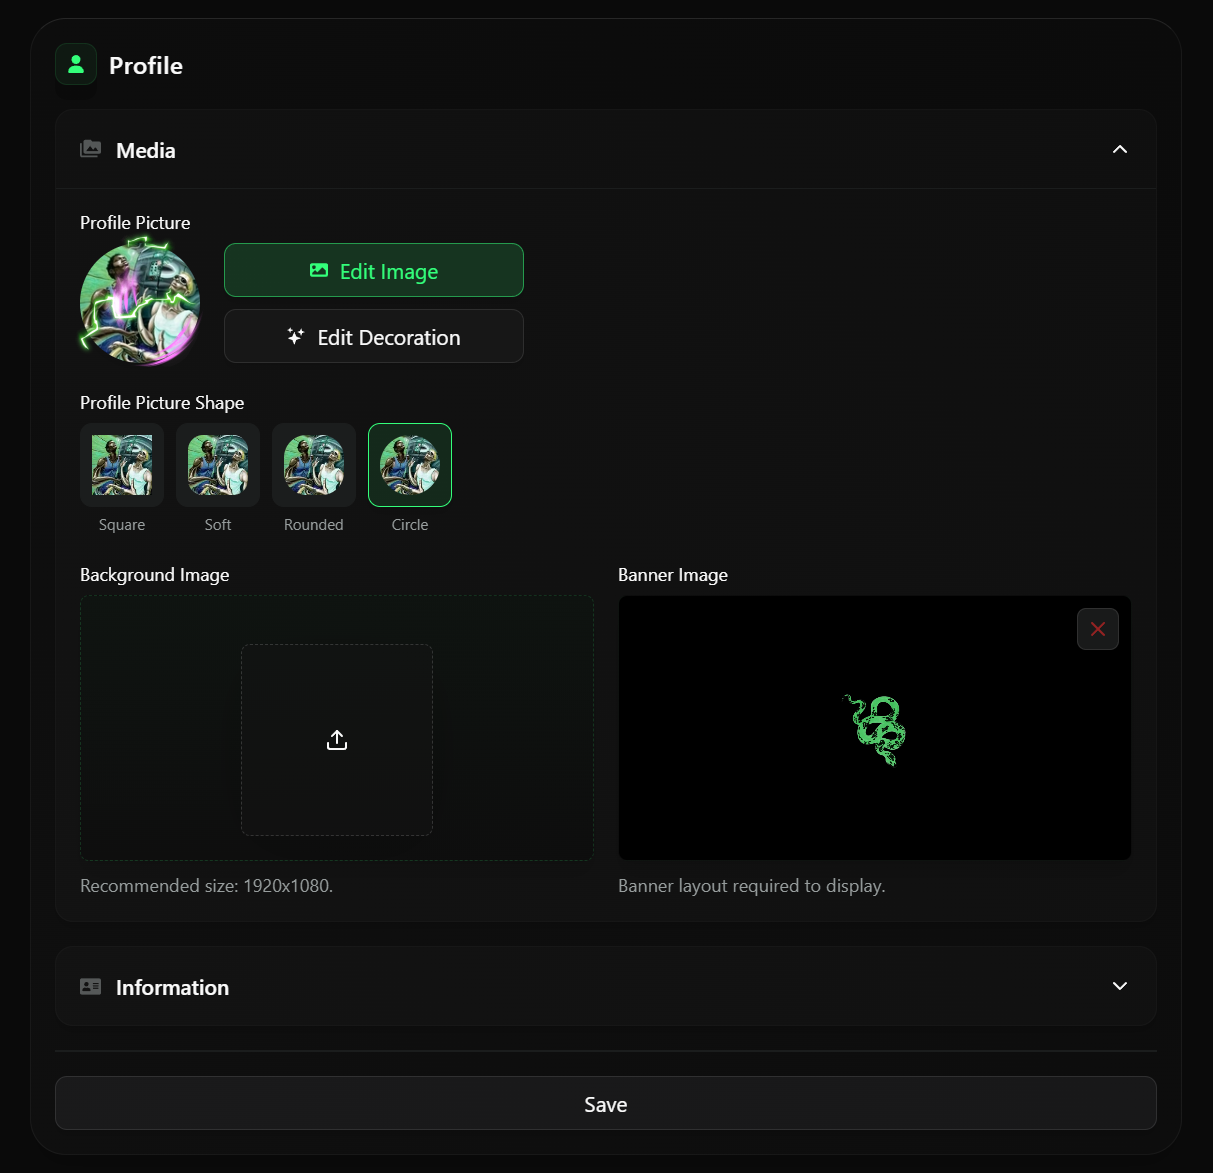 Profile
Media
Profile Picture
Edit Image
Edit Decoration
Profile Picture Shape
Square
Soft
Rounded
Circle
Background Image
Banner Image
Recommended size: 1920x1080.
Banner layout required to display.
Information
Save